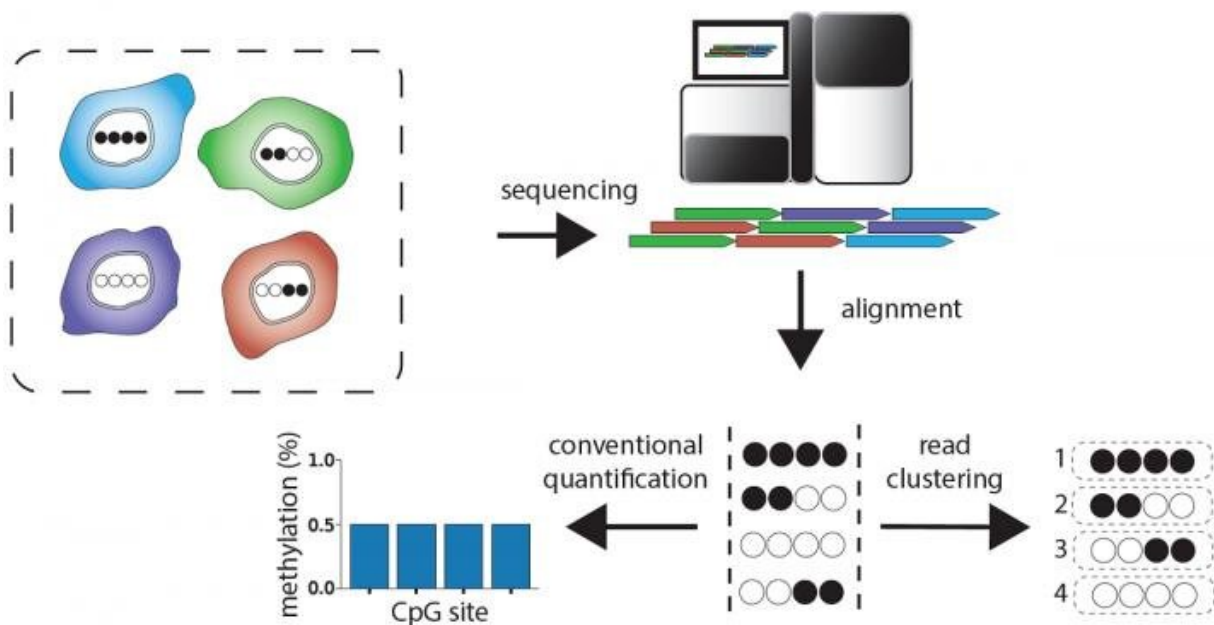 sequencing
alignment
conventional
quantification
read
clustering
methylation (%)
1.0
0.5
0.0
CpG site
1
2
3
4